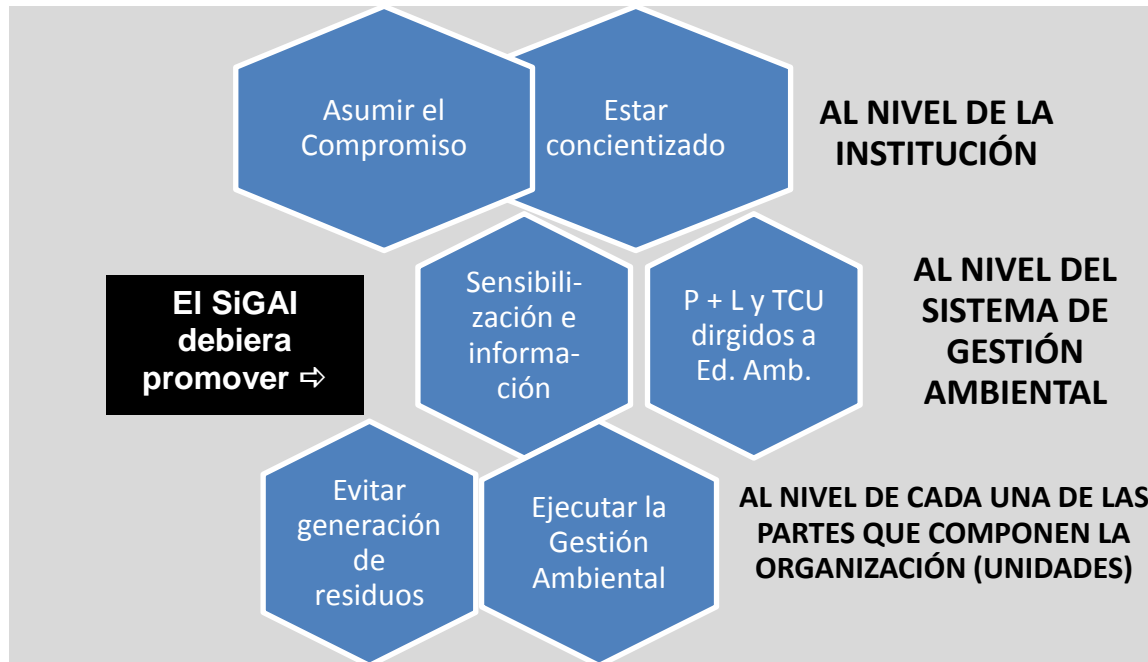 Asumir el
Compromiso
Estar
concientizado
AL NIVEL DE LA
INSTITUCIÓN
El SiGAI
debiera
promover ⇨
Sensibili-
zación e
informa-
ción
P + L y TCU
dirgidos a
Ed. Amb.
AL NIVEL DEL
SISTEMA DE
GESTIÓN
AMBIENTAL
Evitar
generación
de
residuos
Ejecutar la
Gestión
Ambiental
AL NIVEL DE CADA UNA DE LAS
PARTES QUE COMPONEN LA
ORGANIZACIÓN (UNIDADES)